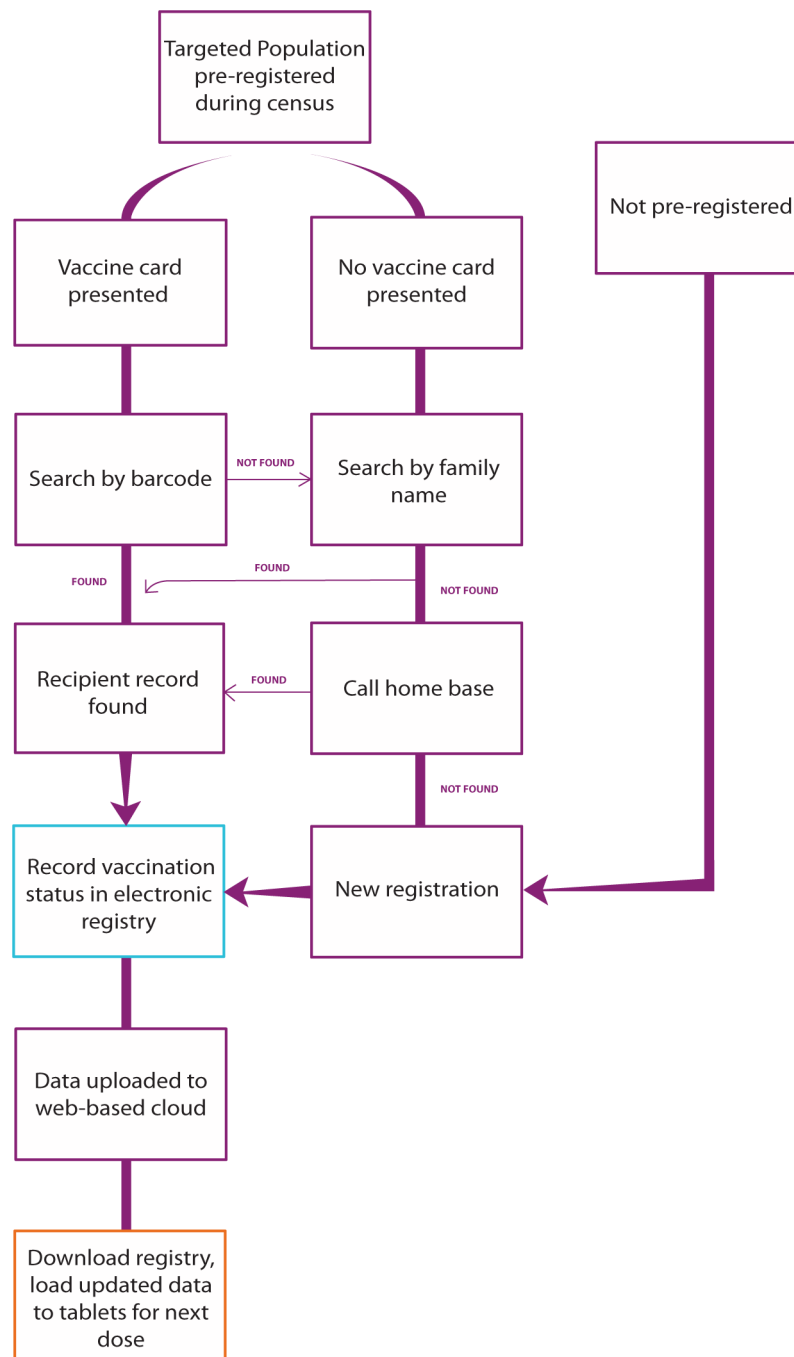 Targeted Population
pre-registered
during census
Not pre-registered
Vaccine card
presented
No vaccine card
presented
Search by barcode
NOT FOUND
Search by family
name
FOUND
FOUND
NOT FOUND
Recipient record
found
FOUND
Call home base
NOT FOUND
Record vaccination
status in electronic
registry
New registration
Data uploaded to
web-based cloud
Download registry,
load updated data
to tablets for next
dose